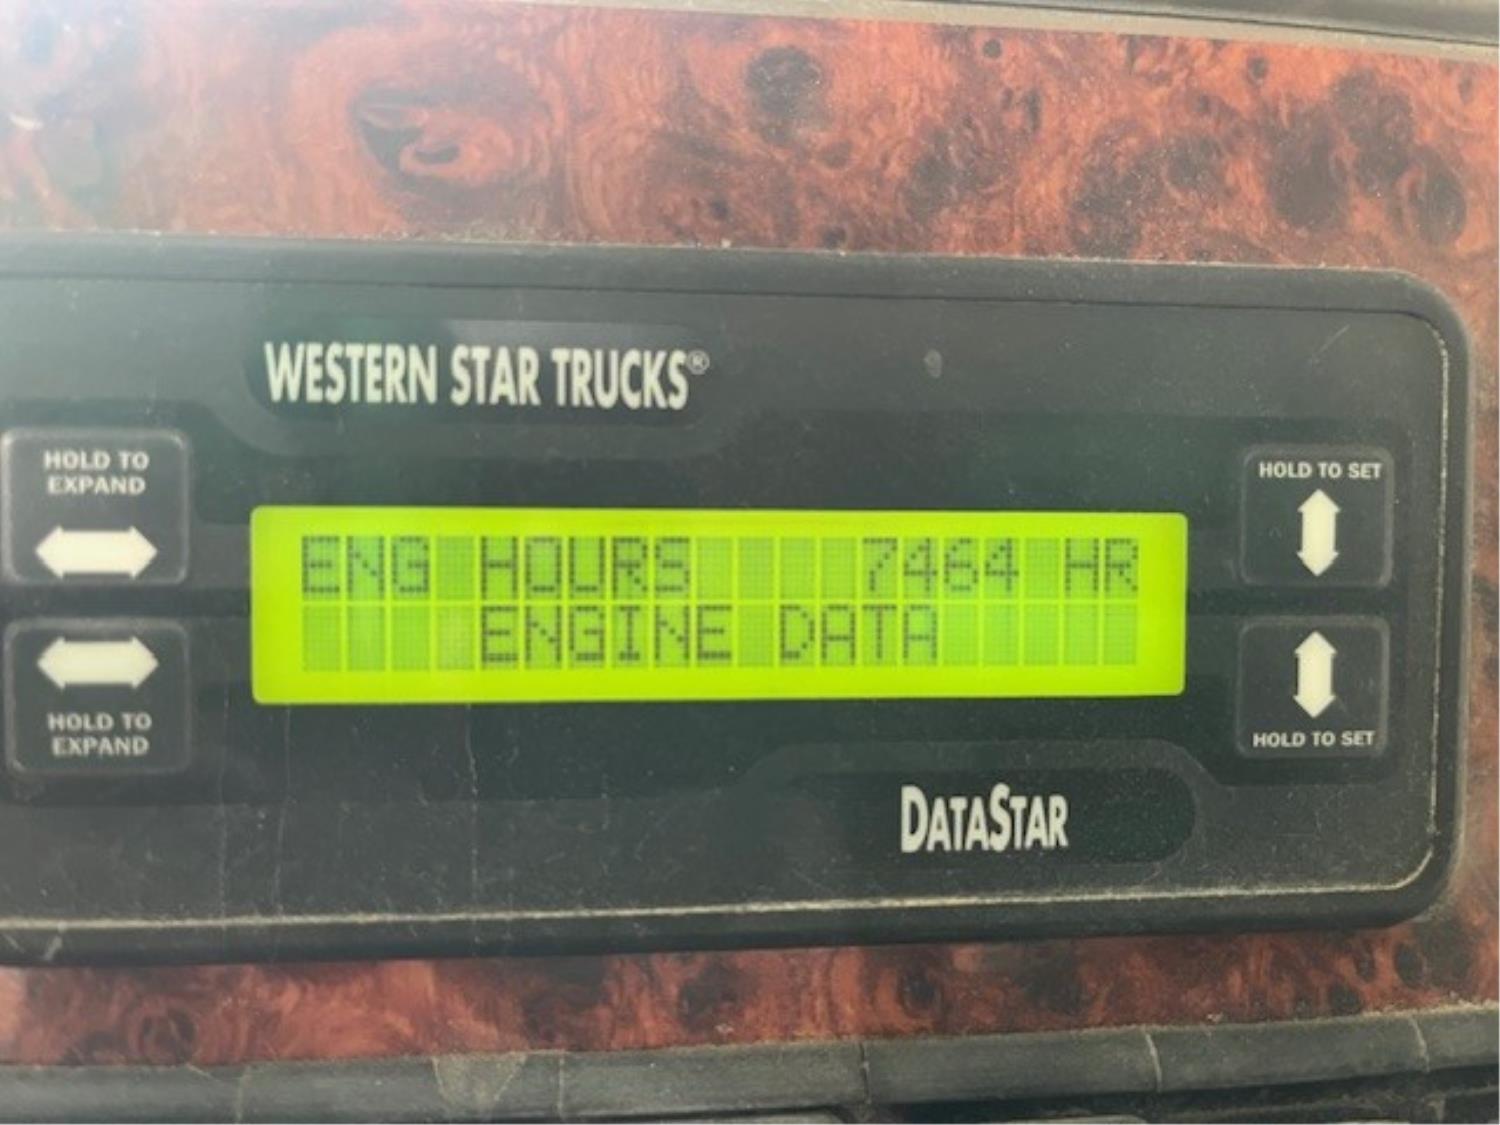 WESTERN STAR TRUCKS®
HOLD TO
EXPAND
HOLD TO SET
ENG HOURS 7464 HR
ENGINE DATA
HOLD TO
EXPAND
HOLD TO SET
DATASTAR